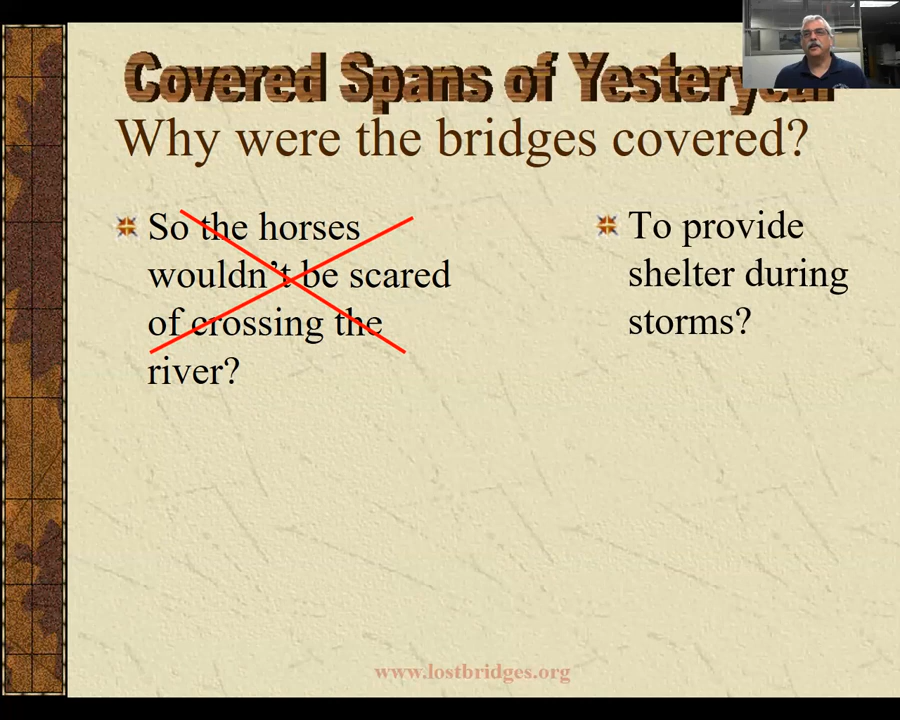 Covered Spans of Yesteryear
Why were the bridges covered?
So the horses
wouldn't be scared
of crossing the
river?
To provide
shelter during
storms?
www.lostbridges.org